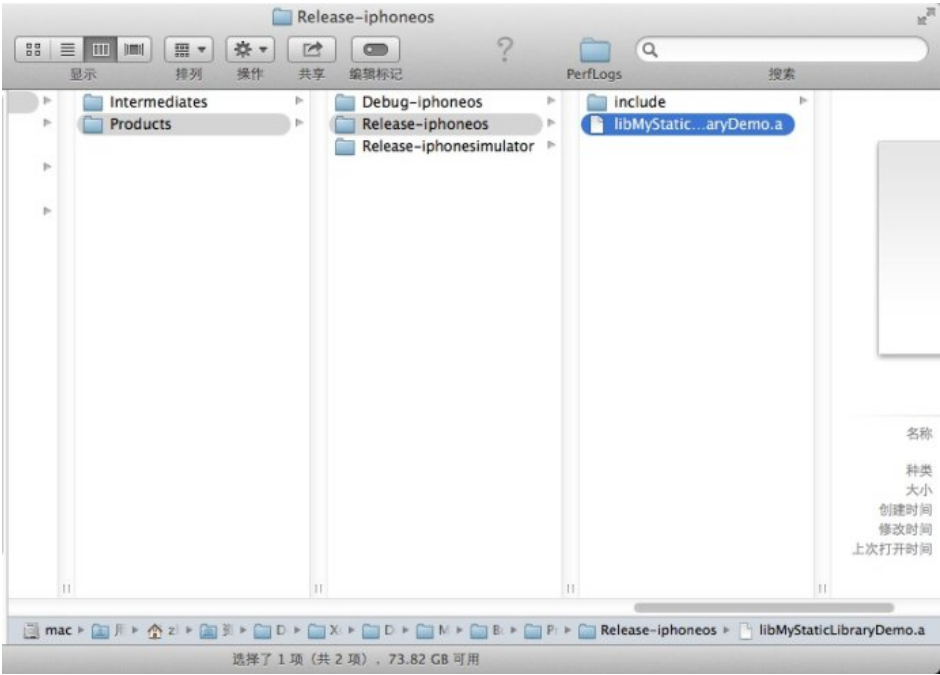 Release-iphoneos
?
显示 排列 操作 共享 编辑标记 PerfLogs 搜索
Intermediates
Products
Debug-iphoneos
Release-iphoneos
Release-iphonesimulator
include
libMyStatic...aryDemo.a
名称
种类
大小
创建时间
修改时间
上次打开时间
mac Release-iphoneos libMyStaticLibraryDemo.a
选择了 1 项（共 2 项），73.82 GB 可用